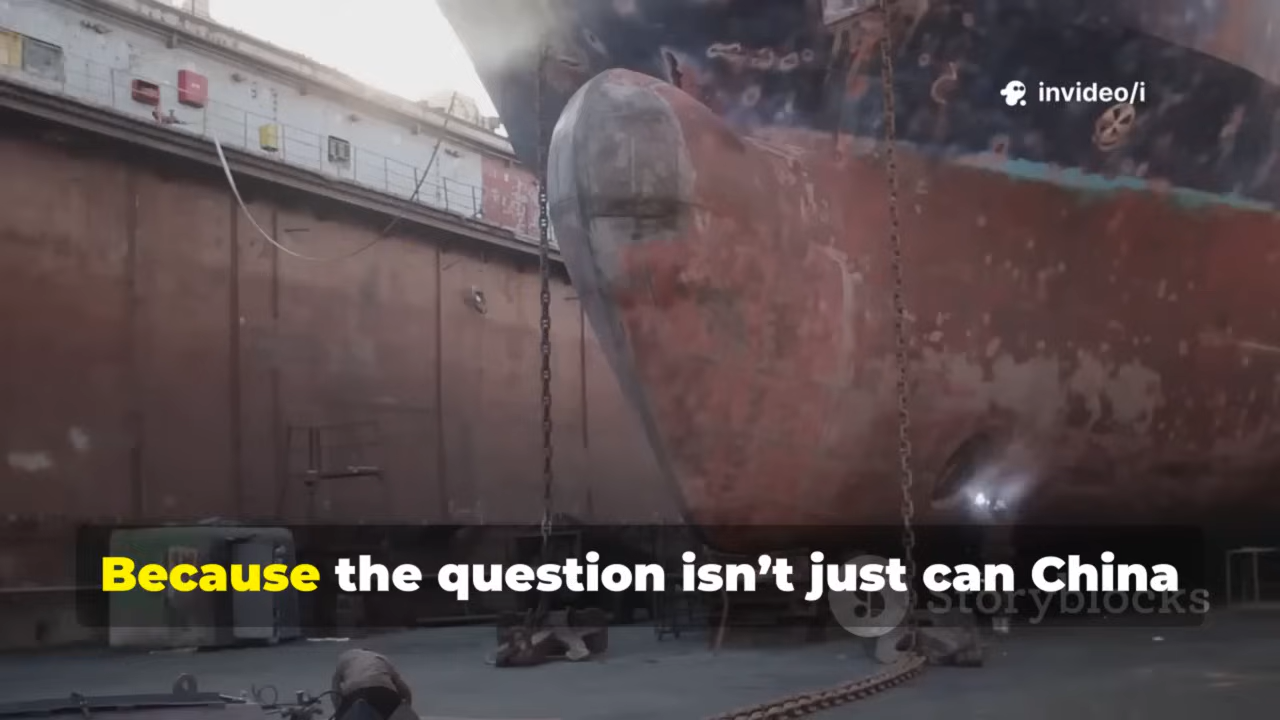 invideo/i
Because the question isn't just can China
Storyblocks